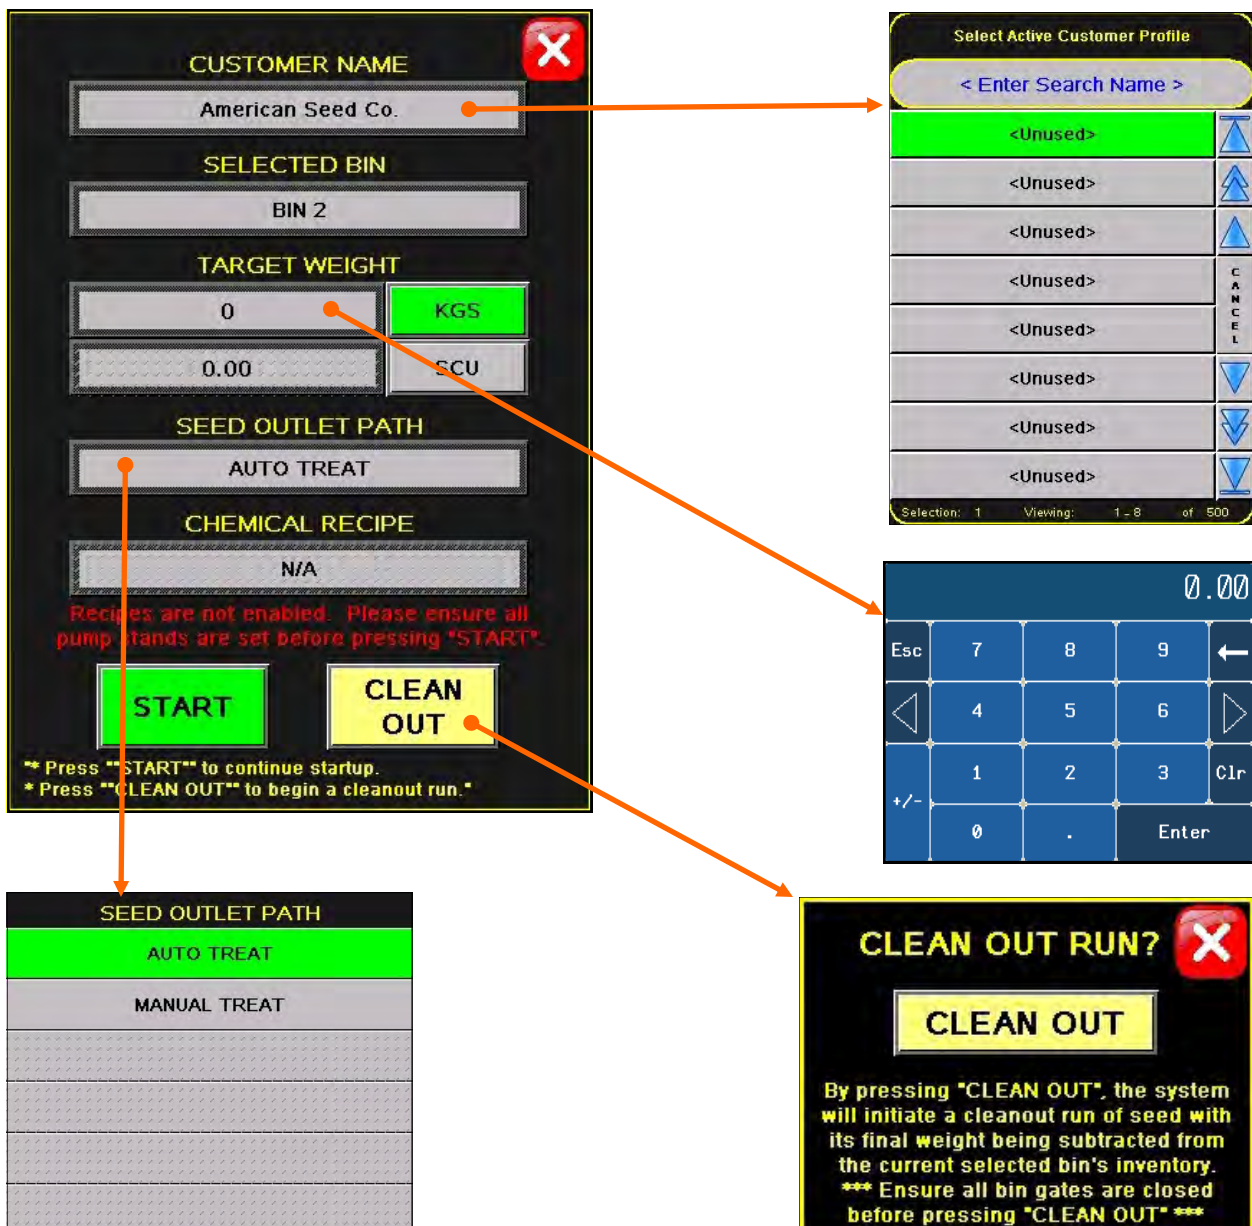 CUSTOMER NAME
American Seed Co.
SELECTED BIN
BIN 2
TARGET WEIGHT
0
KGS
0.00
SCU
SEED OUTLET PATH
AUTO TREAT
CHEMICAL RECIPE
N/A
Recipes are not enabled. Please ensure all
pump stands are set before pressing "START".
START
CLEAN
OUT
"* Press ""START"" to continue startup.
* Press ""CLEAN OUT"" to begin a cleanout run."
Select Active Customer Profile
< Enter Search Name >
<Unused>
<Unused>
<Unused>
<Unused>
<Unused>
<Unused>
<Unused>
<Unused>
CANCEL
Selection: 1 Viewing: 1 - 8 of 500
0.00
Esc 7 8 9
4 5 6
1 2 3 Clr
+/-
0 . Enter
SEED OUTLET PATH
AUTO TREAT
MANUAL TREAT
CLEAN OUT RUN?
CLEAN OUT
By pressing "CLEAN OUT", the system
will initiate a cleanout run of seed with
its final weight being subtracted from
the current selected bin's inventory.
*** Ensure all bin gates are closed
before pressing "CLEAN OUT" ***